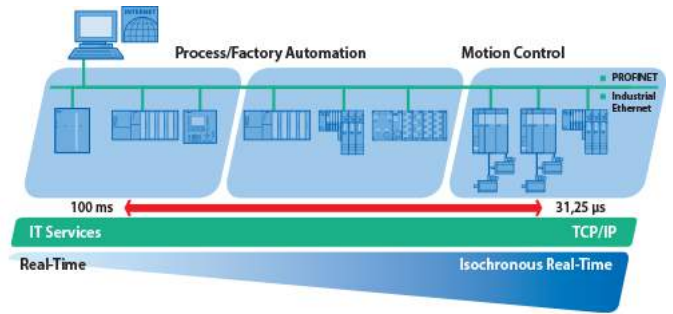 INTERNET
Process/Factory Automation
Motion Control
PROFINET
Industrial
Ethernet
100 ms
31,25 µs
IT Services
TCP/IP
Real-Time
Isochronous Real-Time